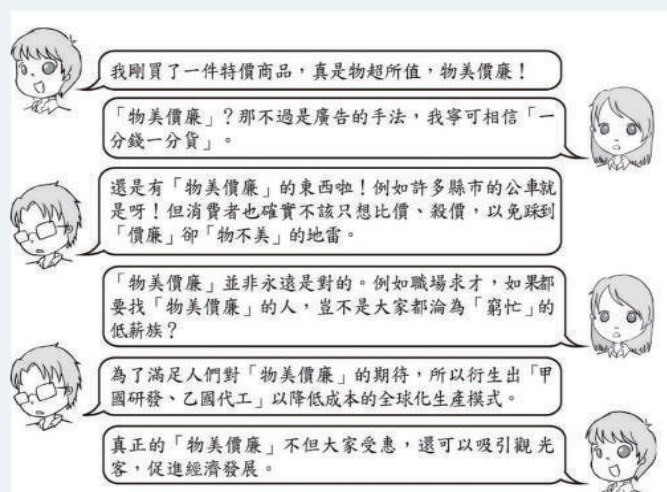 我剛買了一件特價商品，真是物超所值，物美價廉！
「物美價廉」？那不過是廣告的手法，我寧可相信「一
分錢一分貨」。
還是有「物美價廉」的東西啦！例如許多縣市的公車就
是呀！但消費者也確實不該只想比價、殺價，以免踩到
「價廉」卻「物不美」的地雷。
「物美價廉」並非永遠是對的。例如職場求才，如果都
要找「物美價廉」的人，豈不是大家都淪為「窮忙」的
低薪族？
為了滿足人們對「物美價廉」的期待，所以衍生出「甲
國研發、乙國代工」以降低成本的全球化生產模式。
真正的「物美價廉」不但大家受惠，還可以吸引觀光
客，促進經濟發展。